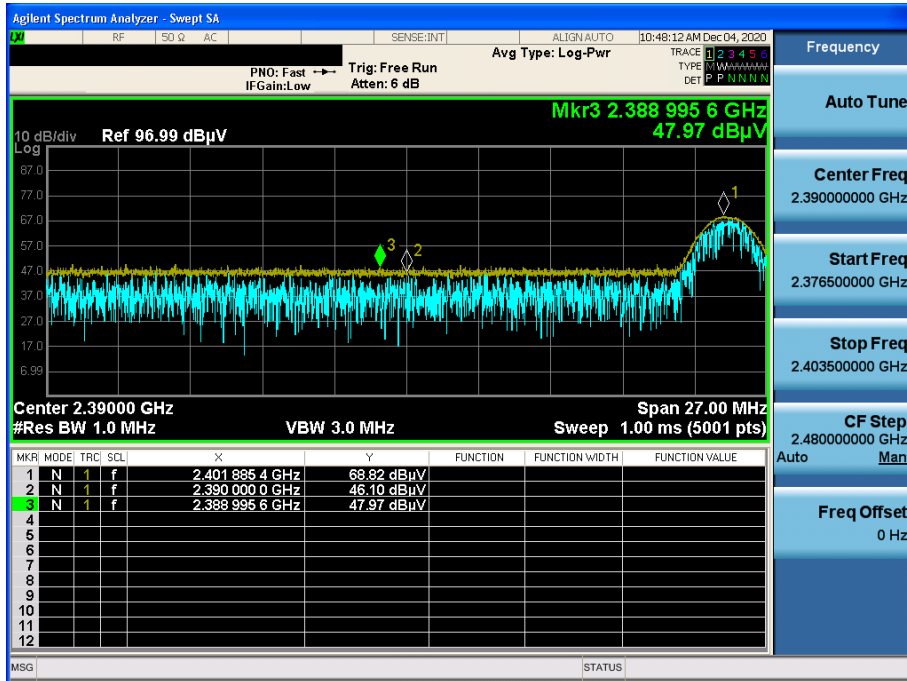 Agilent Spectrum Analyzer - Swept SA
LXI RF 50 Ω AC SENSE:INT ALIGN AUTO 10:48:12 AM Dec 04, 2020
Avg Type: Log-Pwr TRACE 1 2 3 4 5 6
PNO: Fast Trig: Free Run TYPE M WWWWW
IFGain:Low Atten: 6 dB DET P P N N N N
Mkr3 2.388 995 6 GHz
47.97 dBµV
10 dB/div Ref 96.99 dBµV
Log
87.0
77.0
67.0
57.0
47.0
37.0
27.0
17.0
6.99
1
2
3
Center 2.39000 GHz Span 27.00 MHz
#Res BW 1.0 MHz VBW 3.0 MHz Sweep 1.00 ms (5001 pts)
MKR MODE TRC SCL X Y FUNCTION FUNCTION WIDTH FUNCTION VALUE
1 N 1 f 2.401 885 4 GHz 68.82 dBµV
2 N 1 f 2.390 000 0 GHz 46.10 dBµV
3 N 1 f 2.388 995 6 GHz 47.97 dBµV
4
5
6
7
8
9
10
11
12
MSG STATUS
Frequency
Auto Tune
Center Freq
2.390000000 GHz
Start Freq
2.376500000 GHz
Stop Freq
2.403500000 GHz
CF Step
2.480000000 GHz
Auto Man
Freq Offset
0 Hz